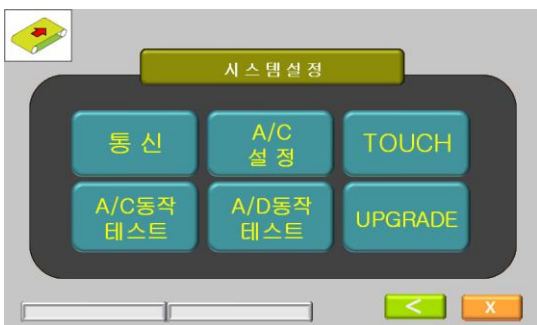 시스템설정
통 신
A/C
설 정
TOUCH
A/C동작
테스트
A/D동작
테스트
UPGRADE
<
X